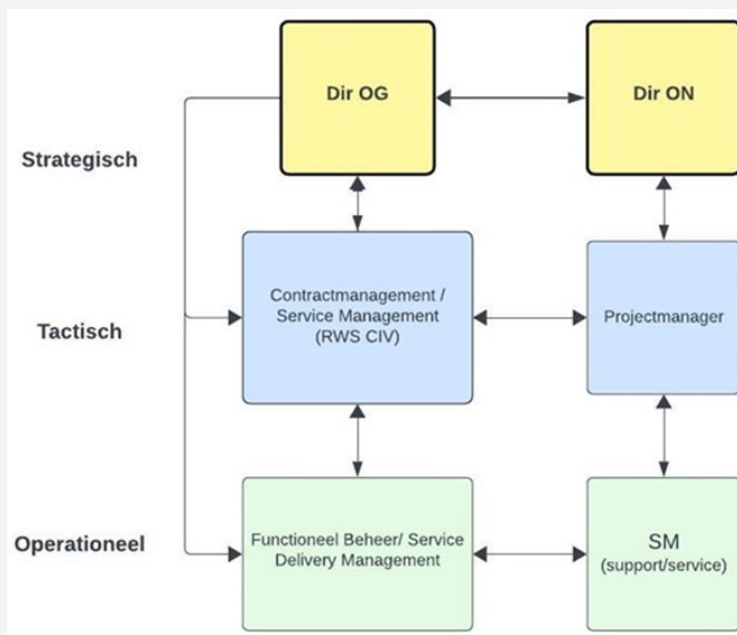 Dir OG
Dir ON
Strategisch
Contractmanagement /
Service Management
(RWS CIV)
Projectmanager
Tactisch
Functioneel Beheer/ Service
Delivery Management
SM
(support/service)
Operationeel